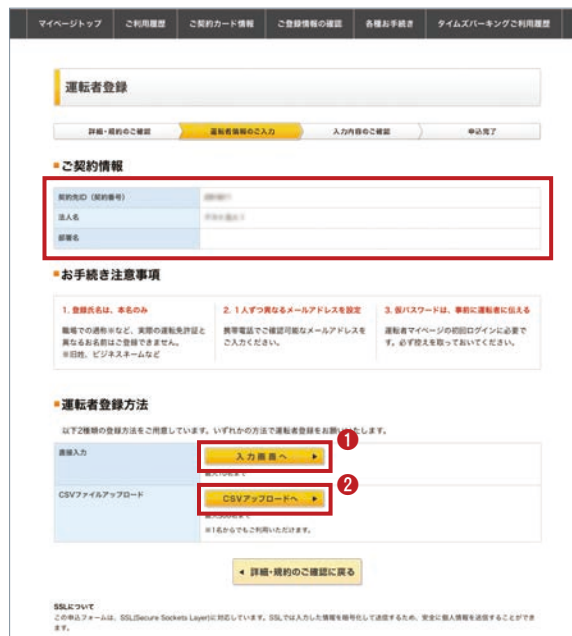 マイページトップ ご利用履歴 ご契約カード情報 ご登録情報の確認 各種お手続き タイムズパーキングご利用履歴
運転者登録
詳細・規約のご確認 運転者情報のご入力 入力内容のご確認 申込完了
ご契約情報
契約先ID（契約番号）
法人名
部署名
お手続き注意事項
1. 登録氏名は、本名のみ
職場での通称※など、実際の運転免許証と
異なるお名前はご登録できません。
※旧姓、ビジネスネームなど
2. 1人ずつ異なるメールアドレスを設定
携帯電話でご確認可能なメールアドレスを
ご入力ください。
3. 仮パスワードは、事前に運転者に伝える
運転者マイページの初回ログインに必要で
す。必ず控えを取っておいてください。
運転者登録方法
以下2種類の登録方法をご用意しています。いずれかの方法で運転者登録をお願いいたします。
1
直接入力 入力画面へ
2
CSVファイルアップロード CSVアップロードへ
※1名からでもご利用いただけます。
詳細・規約のご確認に戻る
SSLについて
この申込フォームは、SSL(Secure Sockets Layer)に対応しています。SSLでは入力した情報を暗号化して送信するため、安全に個人情報を送信することができ
ます。